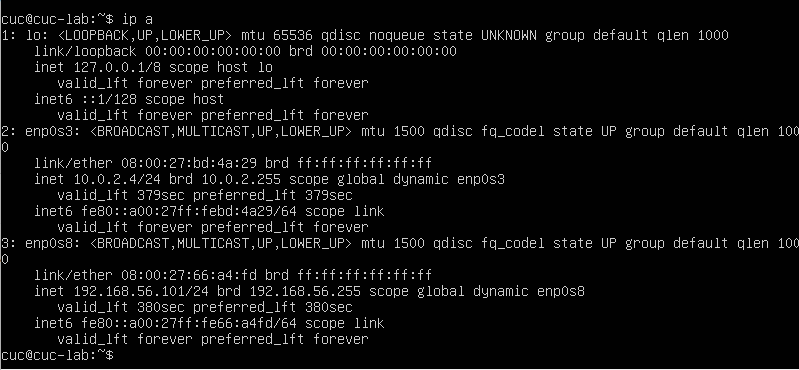 cuc@cuc-lab:~$ ip a
1: lo: <LOOPBACK,UP,LOWER_UP> mtu 65536 qdisc noqueue state UNKNOWN group default qlen 1000
    link/loopback 00:00:00:00:00:00 brd 00:00:00:00:00:00
    inet 127.0.0.1/8 scope host lo
       valid_lft forever preferred_lft forever
    inet6 ::1/128 scope host
       valid_lft forever preferred_lft forever
2: enp0s3: <BROADCAST,MULTICAST,UP,LOWER_UP> mtu 1500 qdisc fq_codel state UP group default qlen 100
0
    link/ether 08:00:27:bd:4a:29 brd ff:ff:ff:ff:ff:ff
    inet 10.0.2.4/24 brd 10.0.2.255 scope global dynamic enp0s3
       valid_lft 379sec preferred_lft 379sec
    inet6 fe80::a00:27ff:febd:4a29/64 scope link
       valid_lft forever preferred_lft forever
3: enp0s8: <BROADCAST,MULTICAST,UP,LOWER_UP> mtu 1500 qdisc fq_codel state UP group default qlen 100
0
    link/ether 08:00:27:66:a4:fd brd ff:ff:ff:ff:ff:ff
    inet 192.168.56.101/24 brd 192.168.56.255 scope global dynamic enp0s8
       valid_lft 380sec preferred_lft 380sec
    inet6 fe80::a00:27ff:fe66:a4fd/64 scope link
       valid_lft forever preferred_lft forever
cuc@cuc-lab:~$